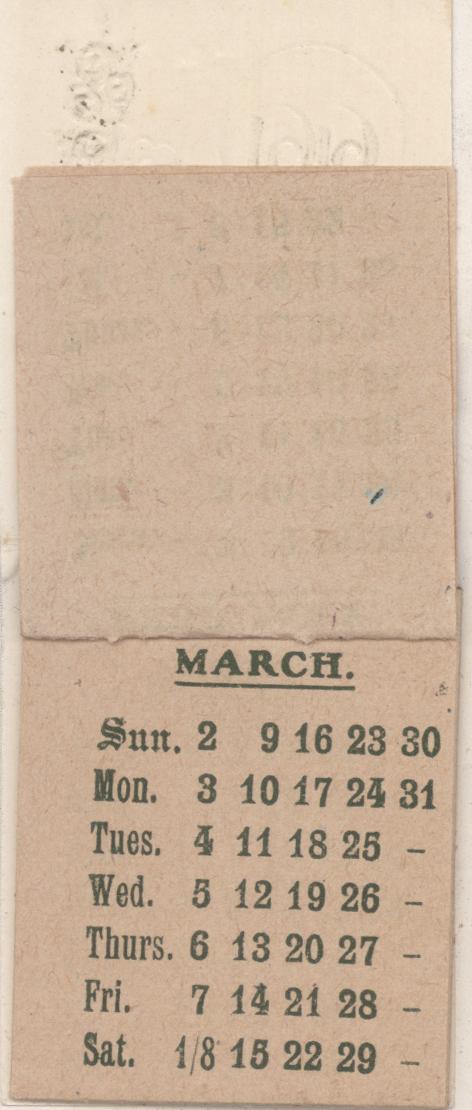 MARCH.
Sun. 2 9 16 23 30
Mon. 3 10 17 24 31
Tues. 4 11 18 25 –
Wed. 5 12 19 26 –
Thurs. 6 13 20 27 –
Fri. 7 14 21 28 –
Sat. 1/8 15 22 29 –